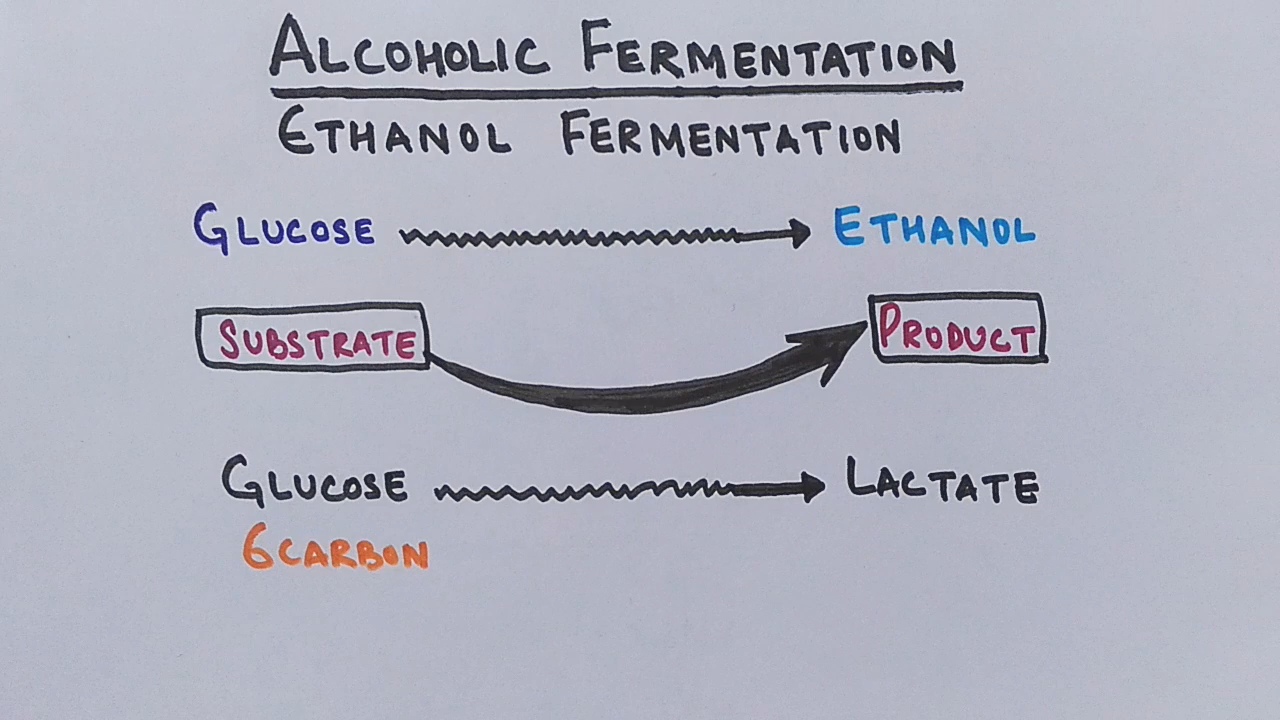 ALCOHOLIC FERMENTATION
ETHANOL FERMENTATION
GLUCOSE ETHANOL
SUBSTRATE PRODUCT
GLUCOSE LACTATE
6CARBON